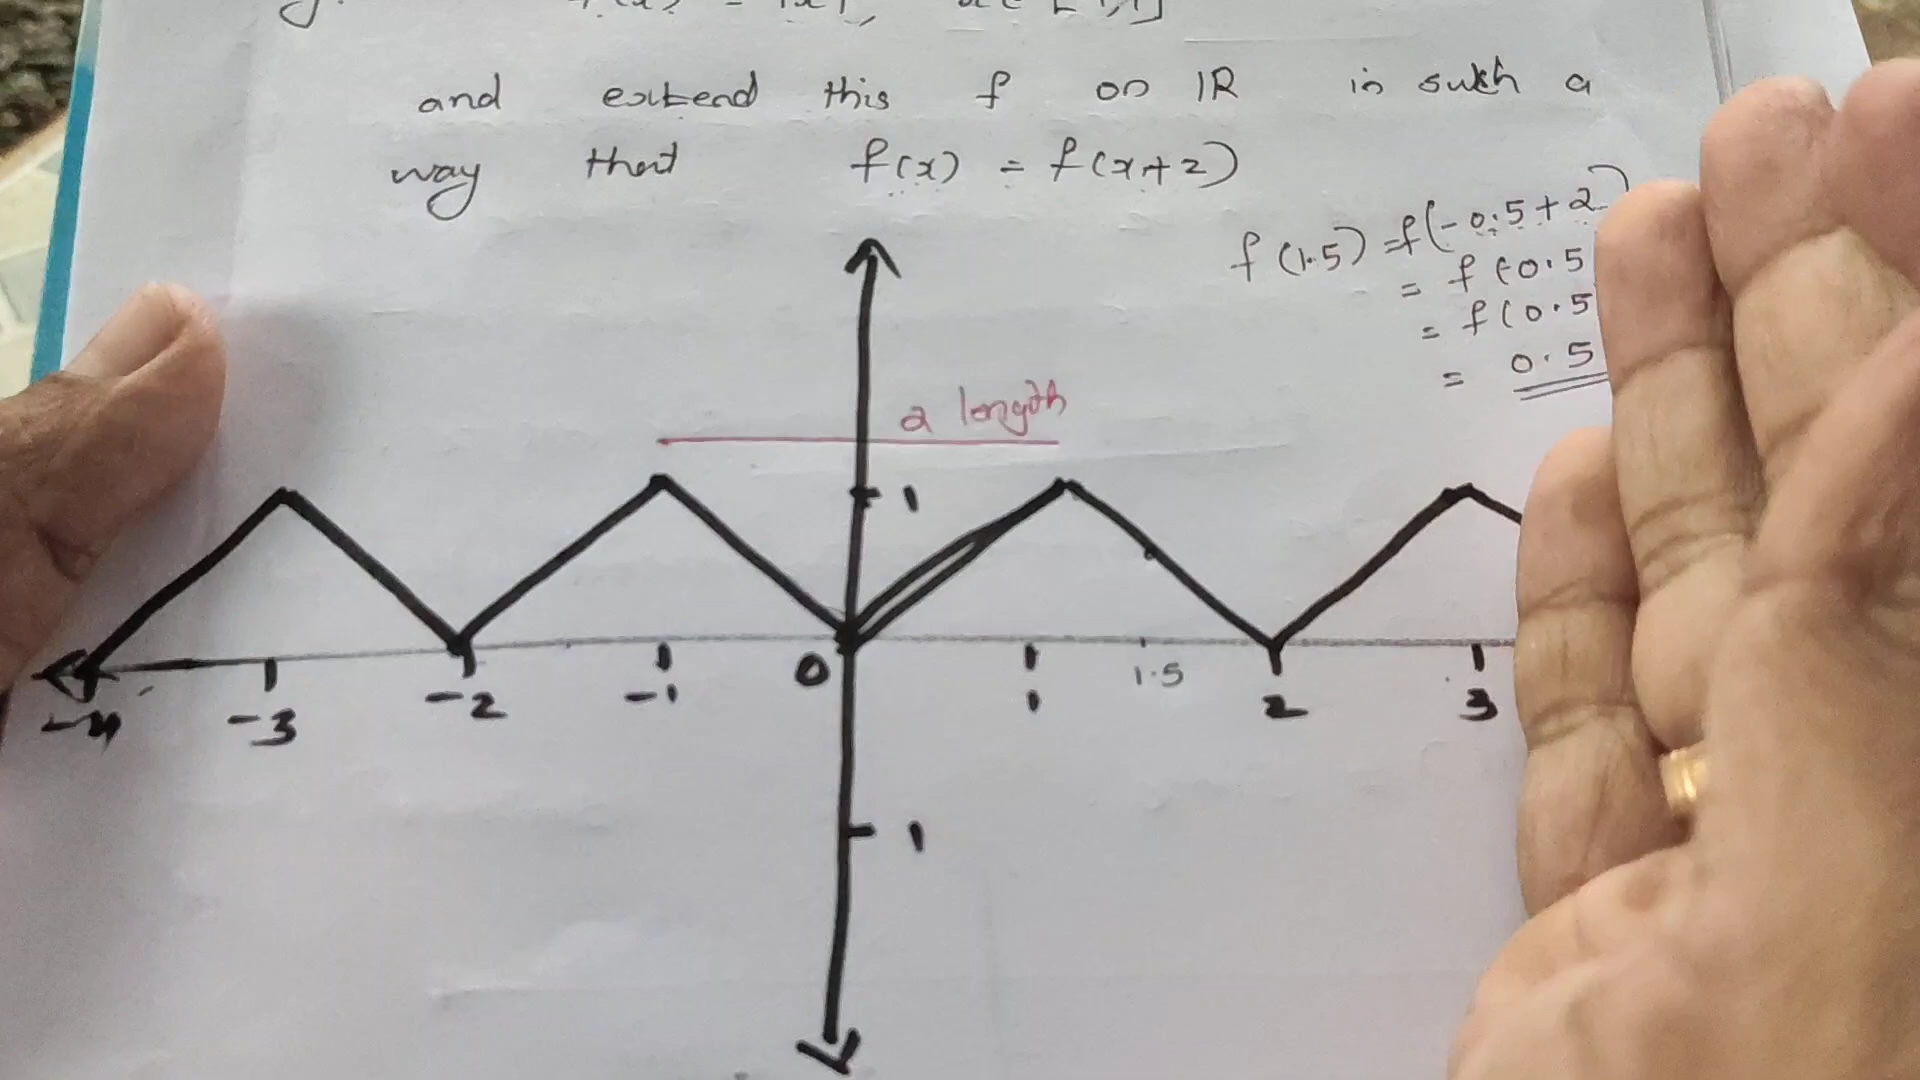 and extend this f on IR in such a
way that f(x) = f(x+2)
f(1.5) = f(-0.5+2)
= f(-0.5
= f(0.5
= 0.5
2 length
1
-4 -3 -2 -1 0 1 1.5 2 3
1